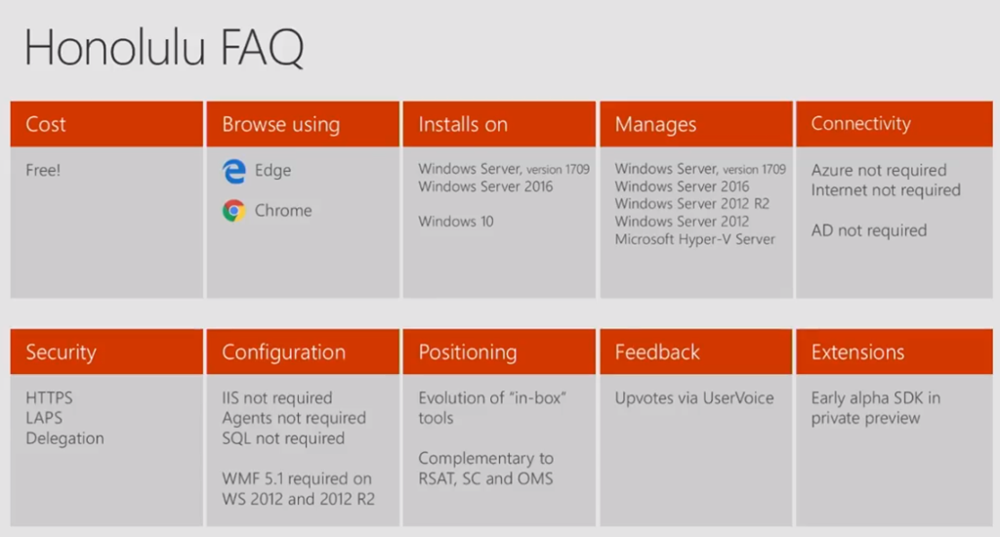 Honolulu FAQ
Cost
Free!
Browse using
Edge
Chrome
Installs on
Windows Server, version 1709
Windows Server 2016
Windows 10
Manages
Windows Server, version 1709
Windows Server 2016
Windows Server 2012 R2
Windows Server 2012
Microsoft Hyper-V Server
Connectivity
Azure not required
Internet not required
AD not required
Security
HTTPS
LAPS
Delegation
Configuration
IIS not required
Agents not required
SQL not required
WMF 5.1 required on
WS 2012 and 2012 R2
Positioning
Evolution of “in-box”
tools
Complementary to
RSAT, SC and OMS
Feedback
Upvotes via UserVoice
Extensions
Early alpha SDK in
private preview